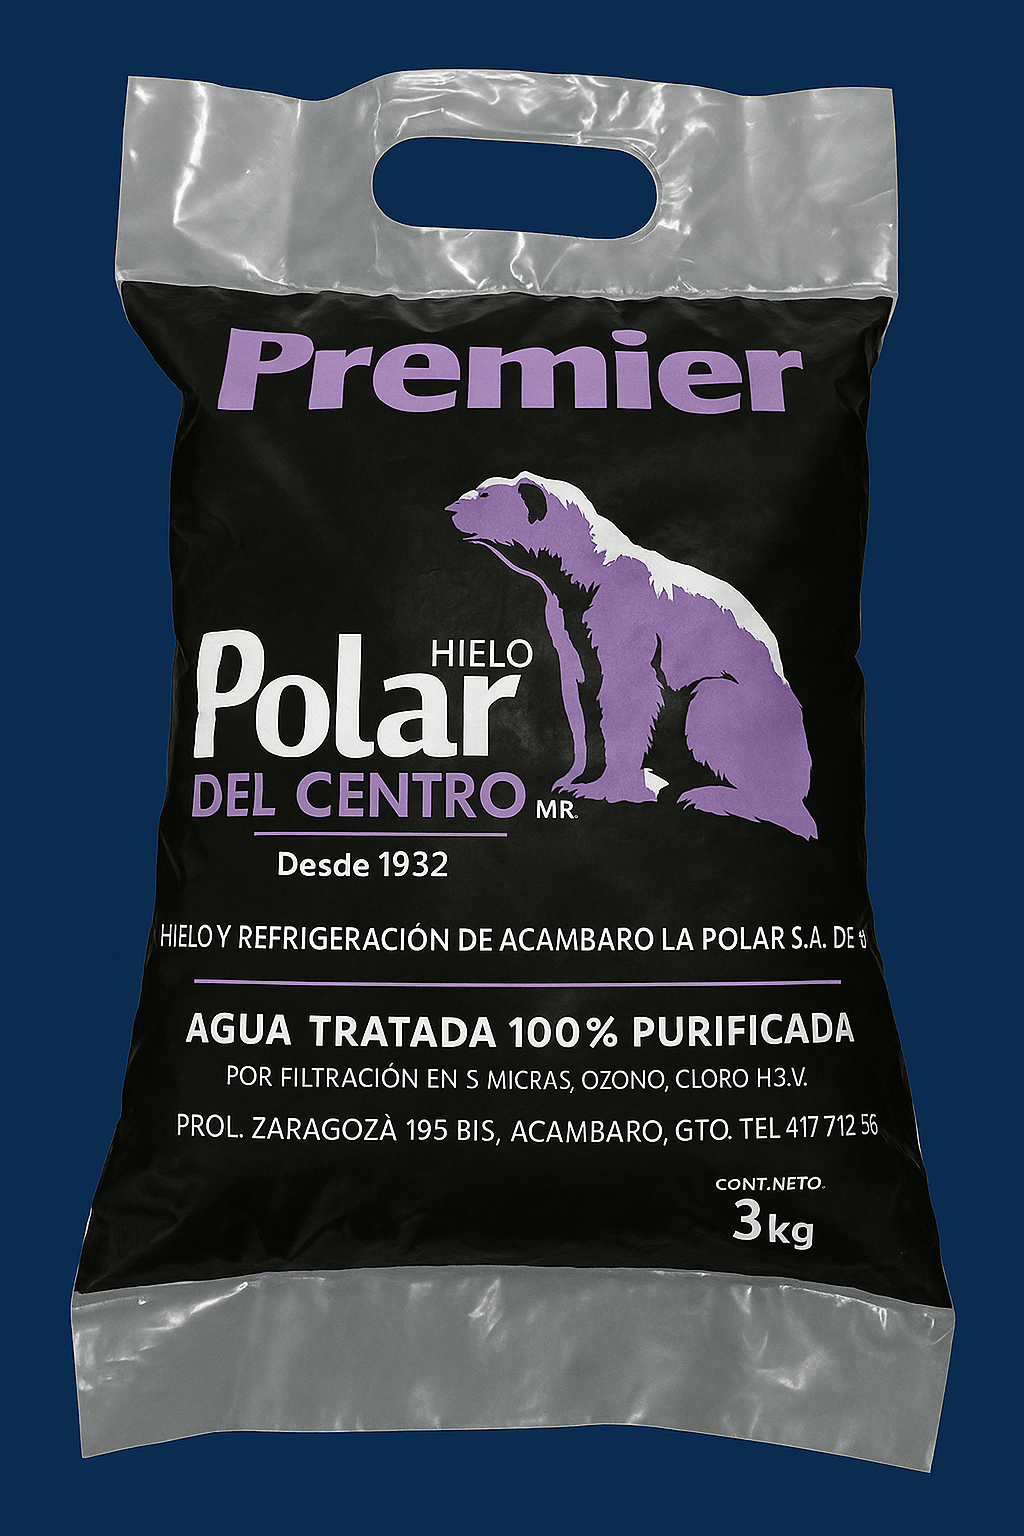 Premier
HIELO
Polar
DEL CENTRO MR.
Desde 1932
HIELO Y REFRIGERACIÓN DE ACAMBARO LA POLAR S.A. DE
AGUA TRATADA 100% PURIFICADA
POR FILTRACIÓN EN 5 MICRAS, OZONO, CLORO H3.V.
PROL. ZARAGOZÀ 195 BIS, ACAMBARO, GTO. TEL 417 712 56
CONT.NETO.
3kg